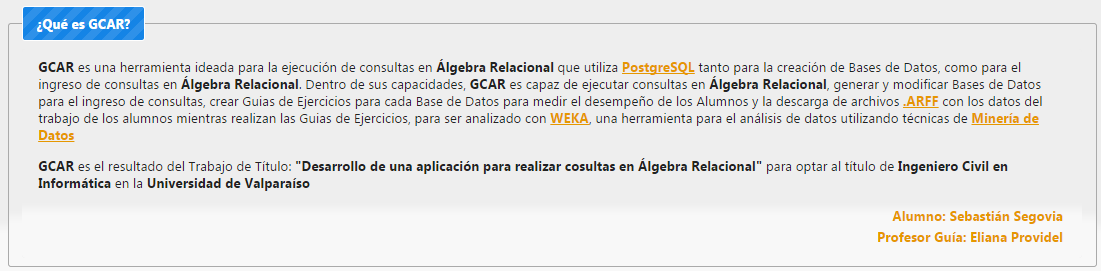 ¿Qué es GCAR?
GCAR es una herramienta ideada para la ejecución de consultas en Álgebra Relacional que utiliza PostgreSQL tanto para la creación de Bases de Datos, como para el
ingreso de consultas en Álgebra Relacional. Dentro de sus capacidades, GCAR es capaz de ejecutar consultas en Álgebra Relacional, generar y modificar Bases de Datos
para el ingreso de consultas, crear Guias de Ejercicios para cada Base de Datos para medir el desempeño de los Alumnos y la descarga de archivos .ARFF con los datos del
trabajo de los alumnos mientras realizan las Guias de Ejercicios, para ser analizado con WEKA, una herramienta para el análisis de datos utilizando técnicas de Minería de
Datos
GCAR es el resultado del Trabajo de Título: "Desarrollo de una aplicación para realizar cosultas en Álgebra Relacional" para optar al título de Ingeniero Civil en
Informática en la Universidad de Valparaíso
Alumno: Sebastián Segovia
Profesor Guía: Eliana Providel